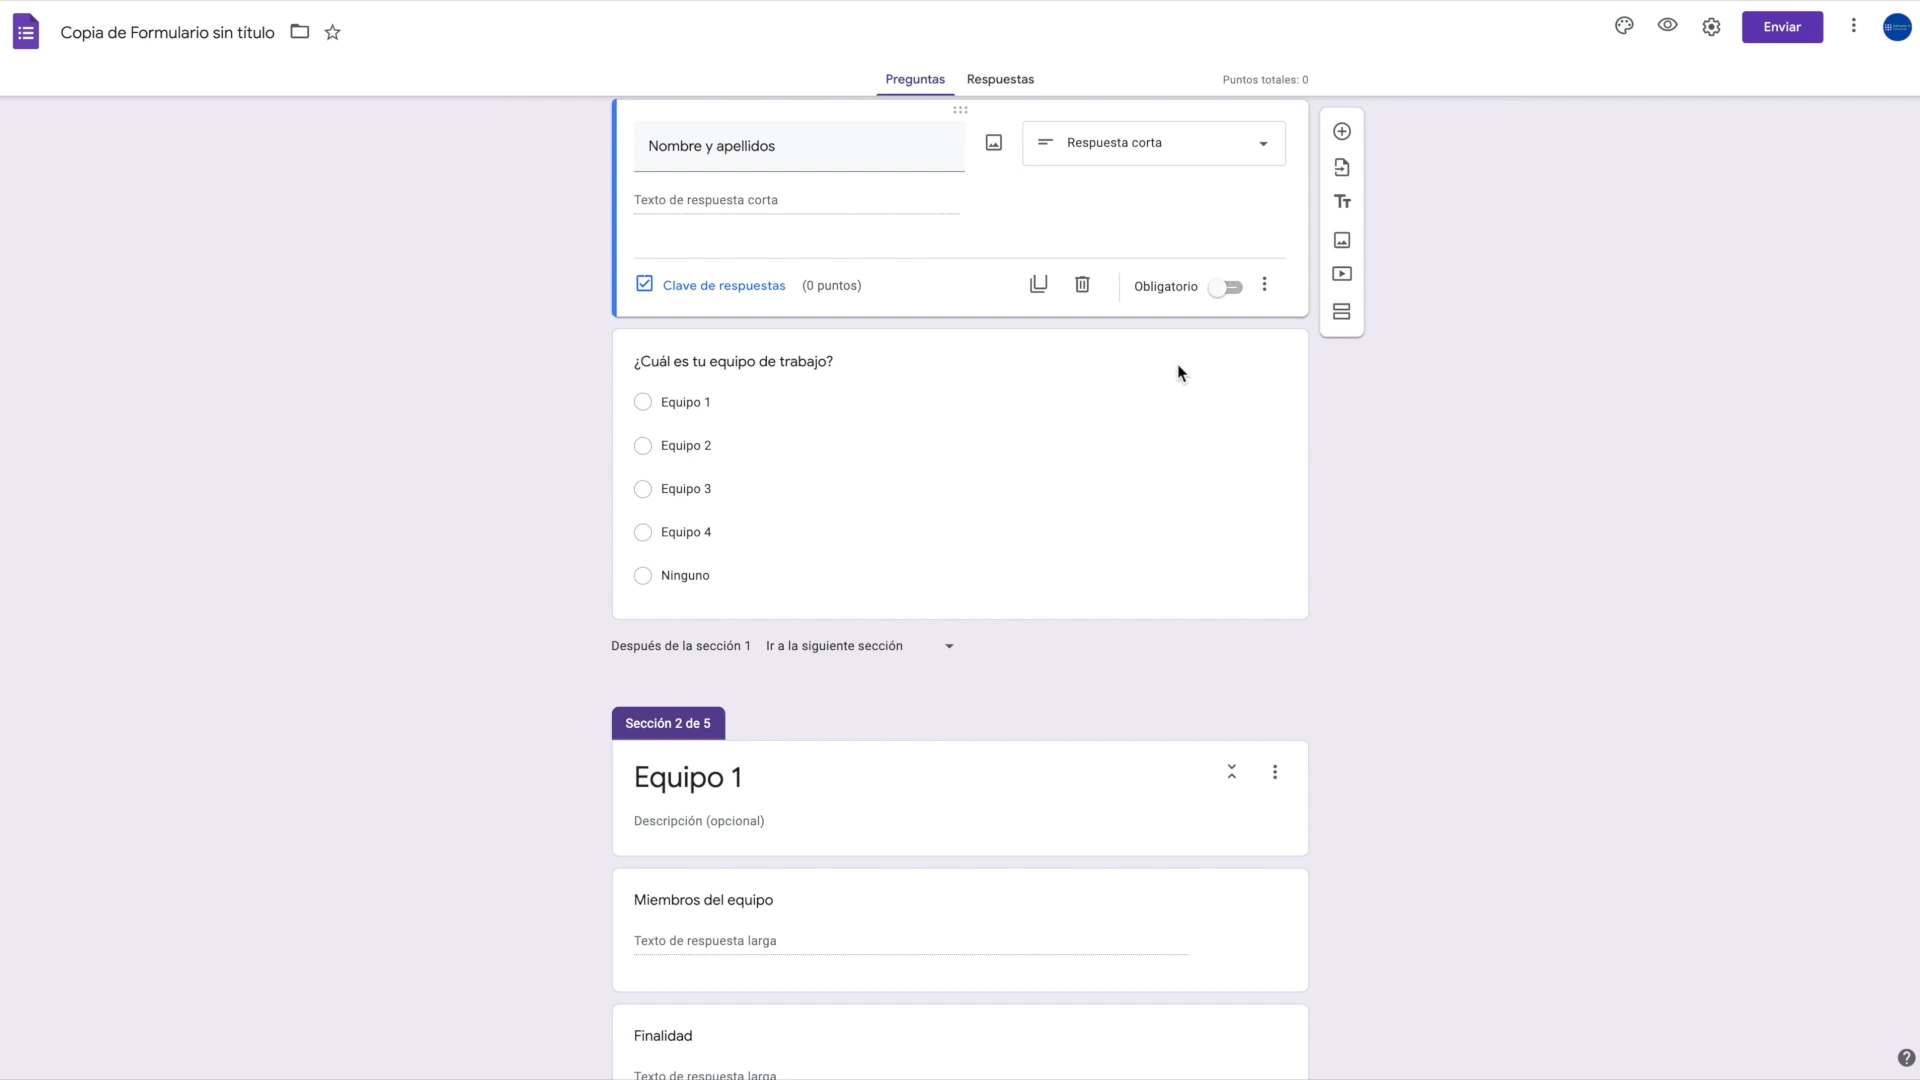 Copia de Formulario sin título
Enviar
Preguntas Respuestas
Puntos totales: 0
Nombre y apellidos
Respuesta corta
Texto de respuesta corta
Clave de respuestas (0 puntos)
Obligatorio
¿Cuál es tu equipo de trabajo?
Equipo 1
Equipo 2
Equipo 3
Equipo 4
Ninguno
Después de la sección 1 Ir a la siguiente sección
Sección 2 de 5
Equipo 1
Descripción (opcional)
Miembros del equipo
Texto de respuesta larga
Finalidad
Texto de respuesta larga